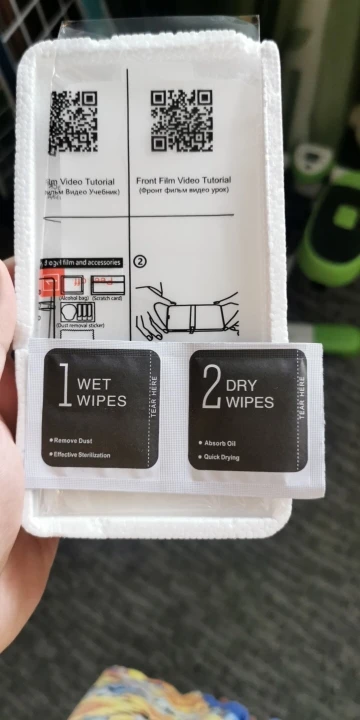 Video Tutorial
Видео Учебник)
Front Film Video Tutorial
(Фронт фильм видео урок)
film and accessories
(Alcohol bag) (Scratch card)
(Dust removal sticker)
2
1 WET
WIPES
TEAR HERE
Remove Dust
Effective Sterilization
2 DRY
WIPES
TEAR HERE
Absorb Oil
Quick Drying